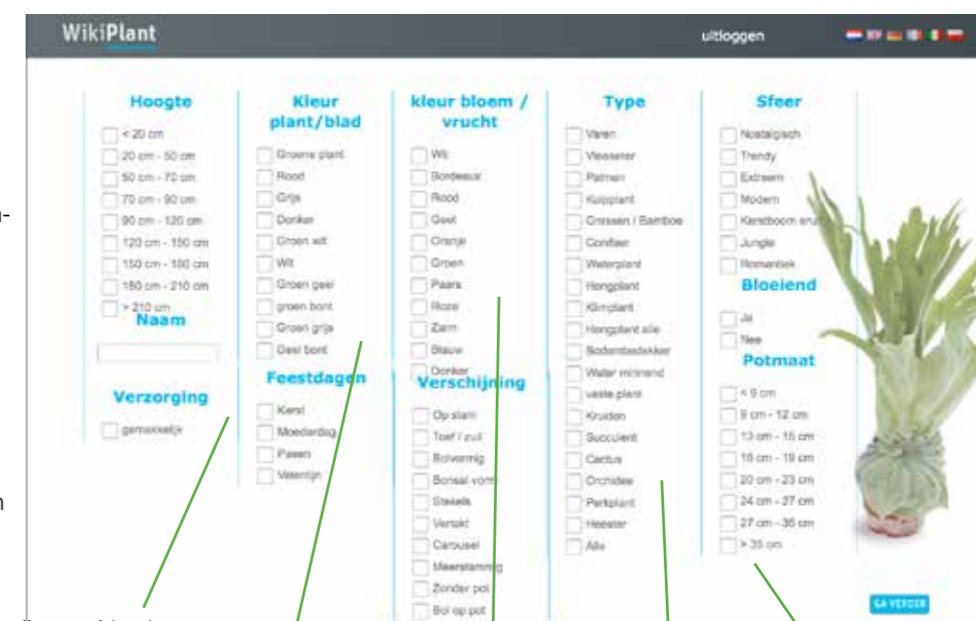 WikiPlant
uitloggen
Hoogte
< 20 cm
20 cm - 50 cm
50 cm - 70 cm
70 cm - 90 cm
90 cm - 120 cm
120 cm - 150 cm
150 cm - 180 cm
180 cm - 210 cm
> 210 cm
Naam
Verzorging
gemakkelijk
Kleur
plant/blad
Groene plant
Rood
Grijs
Donker
Groen wit
Wit
Groen geel
groen bont
Groen grijs
Geel bont
Feestdagen
Kerst
Moederdag
Pasen
Valentijn
kleur bloem /
vrucht
Wit
Bordeaux
Rood
Geel
Oranje
Groen
Paars
Roze
Zalm
Blauw
Donker
Verschijning
Op stam
Toef / zuil
Bolvormig
Bonsai vorm
Stekels
Vertakt
Carousel
Meerstammig
Zonder pot
Bol op pot
Type
Varen
Vleeseter
Palmen
Kuipplant
Grassen / Bamboe
Conifeer
Waterplant
Hangplant
Klimplant
Hangplant alle
Bodembedekker
Water minnend
vaste plant
Kruiden
Succulent
Cactus
Orchidee
Perkplant
Heester
Alle
Sfeer
Nostalgisch
Trendy
Extreem
Modern
Kerstboom
Jungle
Romantiek
Bloeiend
Ja
Nee
Potmaat
< 9 cm
9 cm - 12 cm
13 cm - 15 cm
16 cm - 19 cm
20 cm - 23 cm
24 cm - 27 cm
27 cm - 35 cm
> 35 cm
GA VERDER